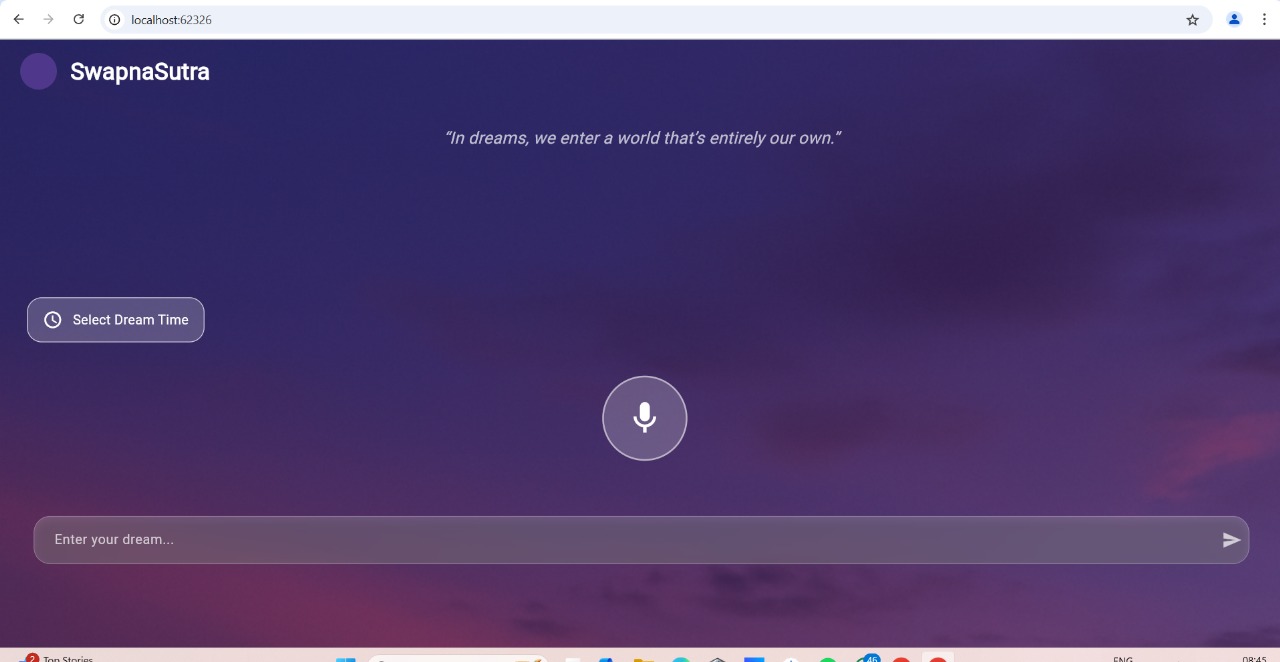 localhost:62326
SwapnaSutra
“In dreams, we enter a world that’s entirely our own.”
Select Dream Time
Enter your dream...
2
Top Stories
46
ENG
08:45